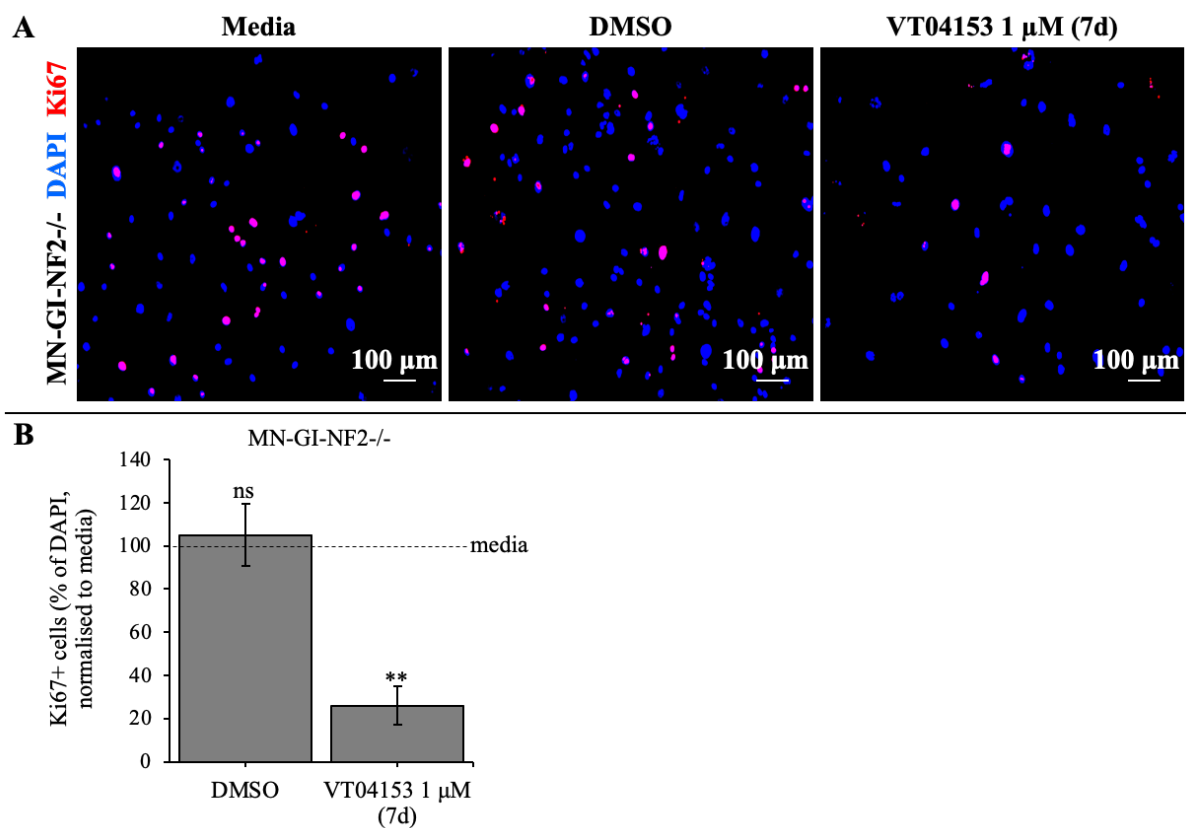 A
Media
DMSO
VT04153 1 µM (7d)
MN-GI-NF2-/- DAPI Ki67
100 µm
100 µm
100 µm
B
MN-GI-NF2-/-
Ki67+ cells (% of DAPI,
normalised to media)
140
120
100
80
60
40
20
0
ns
media
**
DMSO
VT04153 1 µM
(7d)